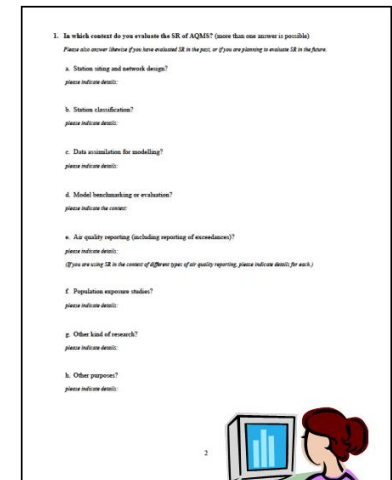 1. In which context do you evaluate the SR of AQMS? (more than one answer is possible)
Please also answer likewise if you have evaluated SR in the past, or if you are planning to evaluate SR in the future.
a. Station siting and network design?
please indicate details:
b. Station classification?
please indicate details:
c. Data assimilation for modelling?
please indicate details:
d. Model benchmarking or evaluation?
please indicate the context:
e. Air quality reporting (including reporting of exceedances)?
please indicate details:
(If you are using SR in the context of different types of air quality reporting, please indicate details for each.)
f. Population exposure studies?
please indicate details:
g. Other kind of research?
please indicate details:
h. Other purposes?
please indicate details:
2